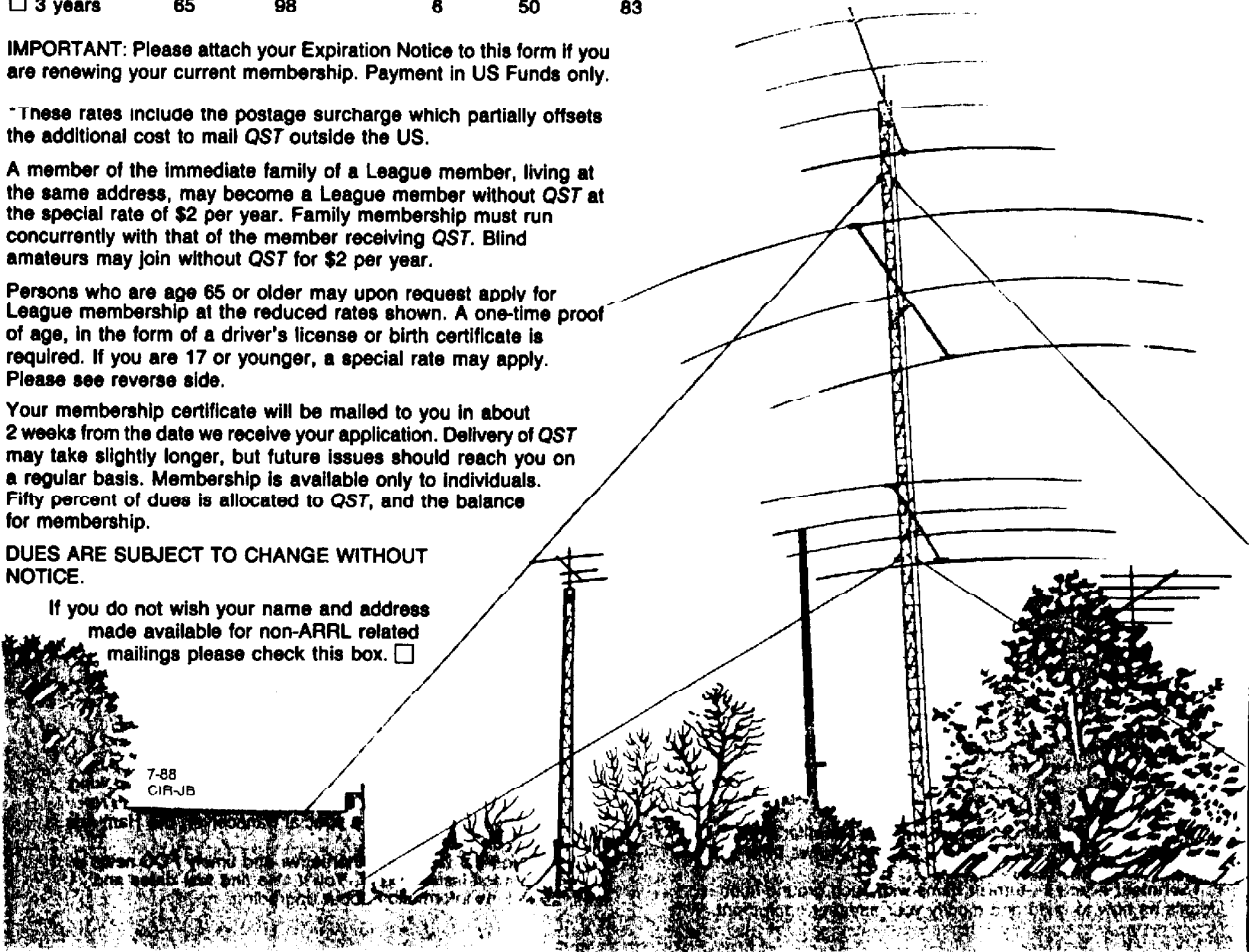 ☐ 3 years 65 98 6 50 83
IMPORTANT: Please attach your Expiration Notice to this form if you
are renewing your current membership. Payment in US Funds only.
*These rates include the postage surcharge which partially offsets
the additional cost to mail QST outside the US.
A member of the immediate family of a League member, living at
the same address, may become a League member without QST at
the special rate of $2 per year. Family membership must run
concurrently with that of the member receiving QST. Blind
amateurs may join without QST for $2 per year.
Persons who are age 65 or older may upon request apply for
League membership at the reduced rates shown. A one-time proof
of age, in the form of a driver's license or birth certificate is
required. If you are 17 or younger, a special rate may apply.
Please see reverse side.
Your membership certificate will be mailed to you in about
2 weeks from the date we receive your application. Delivery of QST
may take slightly longer, but future issues should reach you on
a regular basis. Membership is available only to individuals.
Fifty percent of dues is allocated to QST, and the balance
for membership.
DUES ARE SUBJECT TO CHANGE WITHOUT
NOTICE.
If you do not wish your name and address
made available for non-ARRL related
mailings please check this box. ☐
7-88
CIR-JB